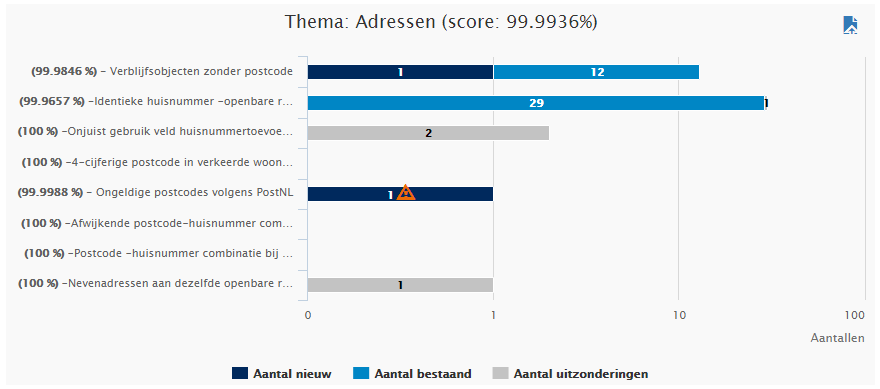 Thema: Adressen (score: 99.9936%)
(99.9846 %) - Verblijfsobjecten zonder postcode
1
12
(99.9657 %) -Identieke huisnummer -openbare r...
29
1
(100 %) -Onjuist gebruik veld huisnummertoevoe...
2
(100 %) -4-cijferige postcode in verkeerde woon...
(99.9988 %) - Ongeldige postcodes volgens PostNL
1
(100 %) -Afwijkende postcode-huisnummer com...
(100 %) -Postcode -huisnummer combinatie bij ...
(100 %) -Nevenadressen aan dezelfde openbare r...
1
0 1 10 100
Aantallen
Aantal nieuw Aantal bestaand Aantal uitzonderingen